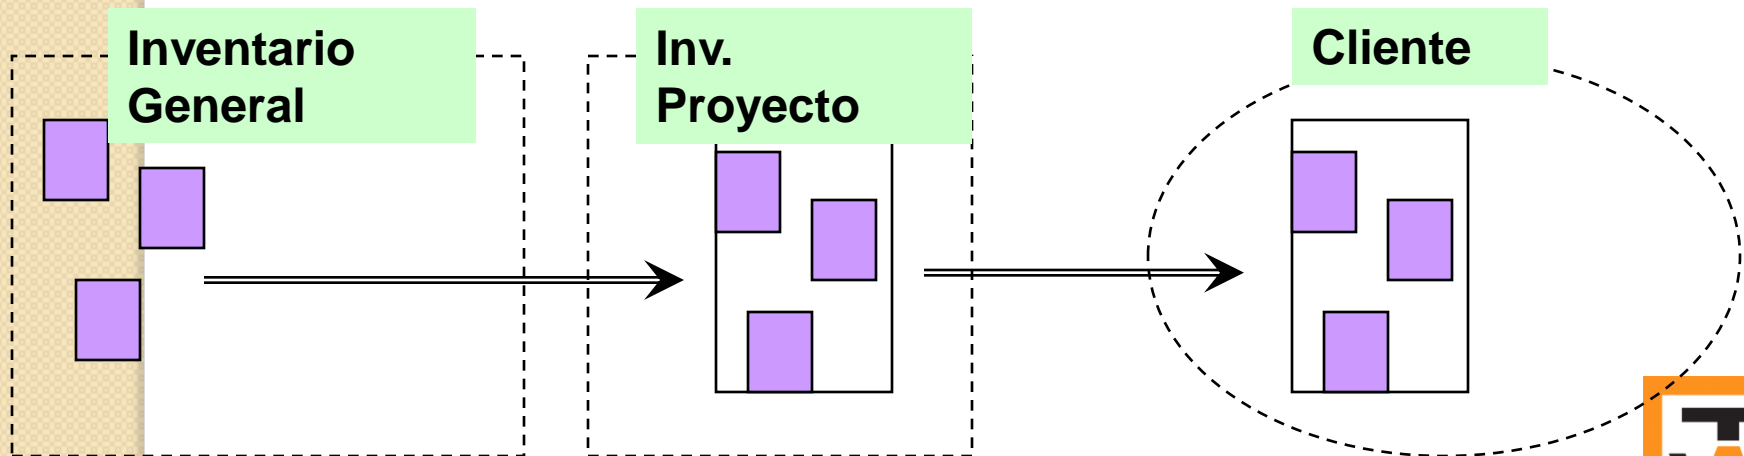 Inventario
General
Inv.
Proyecto
Cliente